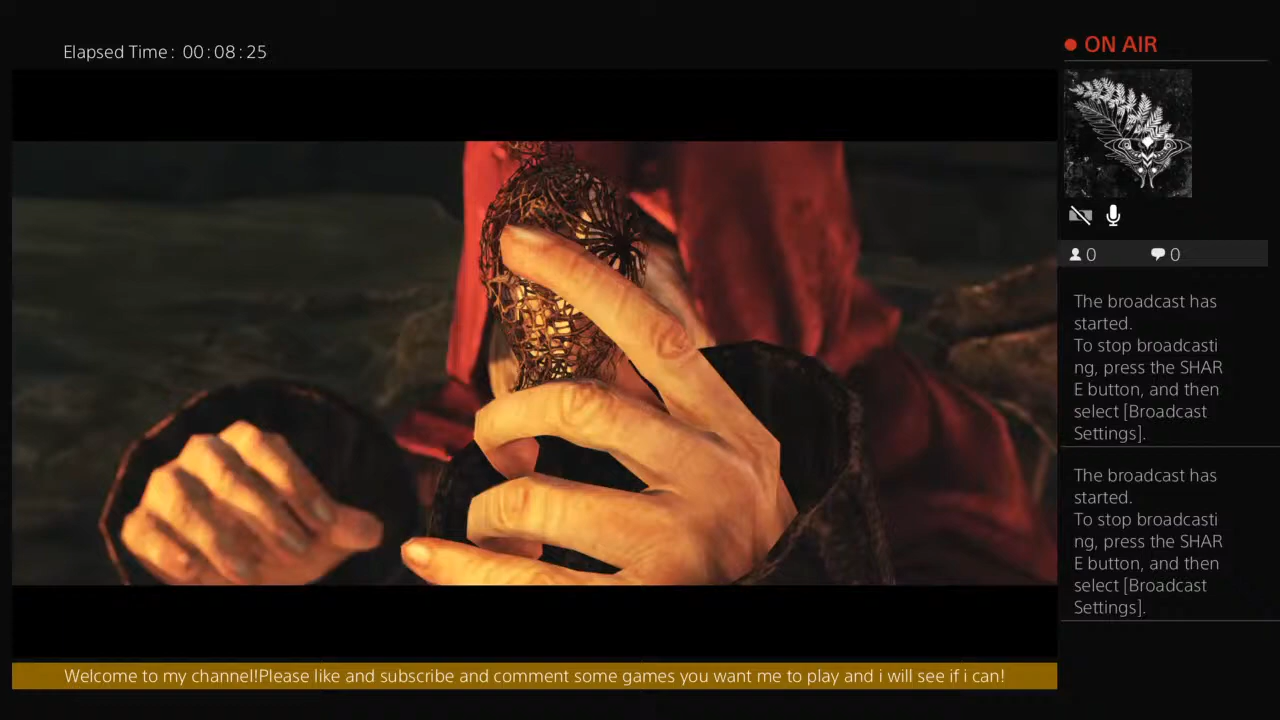 Elapsed Time: 00:08:25
ON AIR
0 0
The broadcast has
started.
To stop broadcasti
ng, press the SHAR
E button, and then
select [Broadcast
Settings].
The broadcast has
started.
To stop broadcasti
ng, press the SHAR
E button, and then
select [Broadcast
Settings].
Welcome to my channel!Please like and subscribe and comment some games you want me to play and i will see if i can!